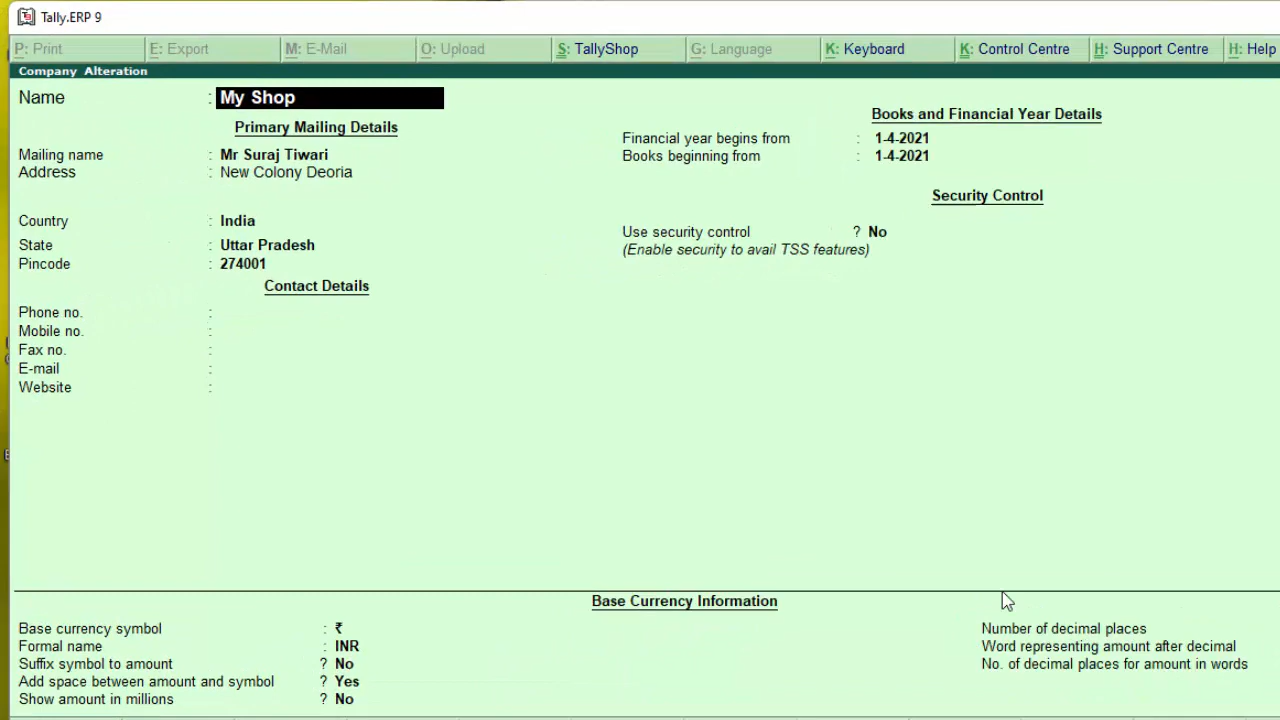 Tally.ERP 9
P: Print E: Export M: E-Mail O: Upload S: TallyShop G: Language K: Keyboard K: Control Centre H: Support Centre H: Help
Company Alteration
Name : My Shop
Primary Mailing Details
Mailing name : Mr Suraj Tiwari
Address : New Colony Deoria
Country : India
State : Uttar Pradesh
Pincode : 274001
Contact Details
Phone no. :
Mobile no. :
Fax no. :
E-mail :
Website :
Books and Financial Year Details
Financial year begins from : 1-4-2021
Books beginning from : 1-4-2021
Security Control
Use security control ? No
(Enable security to avail TSS features)
Base Currency Information
Base currency symbol : ₹
Formal name : INR
Suffix symbol to amount ? No
Add space between amount and symbol ? Yes
Show amount in millions ? No
Number of decimal places
Word representing amount after decimal
No. of decimal places for amount in words